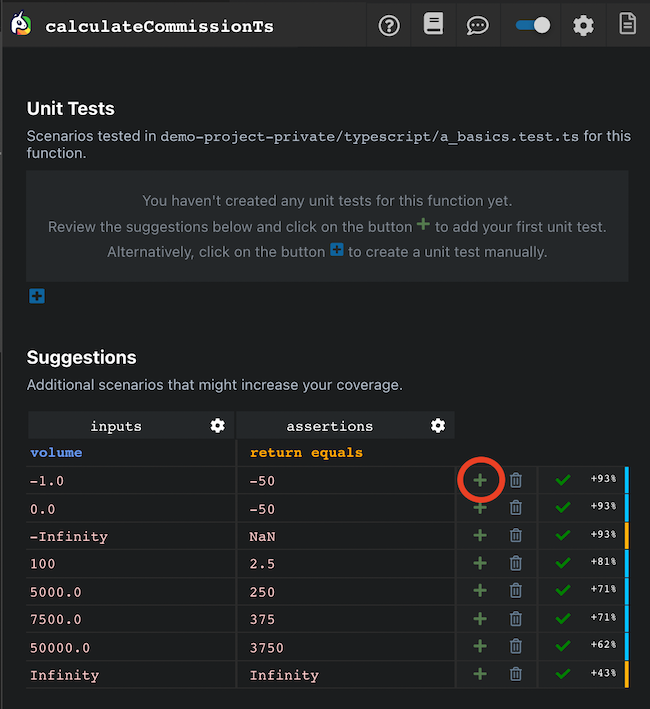 calculateCommissionTs
Unit Tests
Scenarios tested in demo-project-private/typescript/a_basics.test.ts for this
function.
You haven't created any unit tests for this function yet.
Review the suggestions below and click on the button + to add your first unit test.
Alternatively, click on the button + to create a unit test manually.
Suggestions
Additional scenarios that might increase your coverage.
inputs assertions
volume return equals
-1.0 -50 +93%
0.0 -50 +93%
-Infinity NaN +93%
100 2.5 +81%
5000.0 250 +71%
7500.0 375 +71%
50000.0 3750 +62%
Infinity Infinity +43%